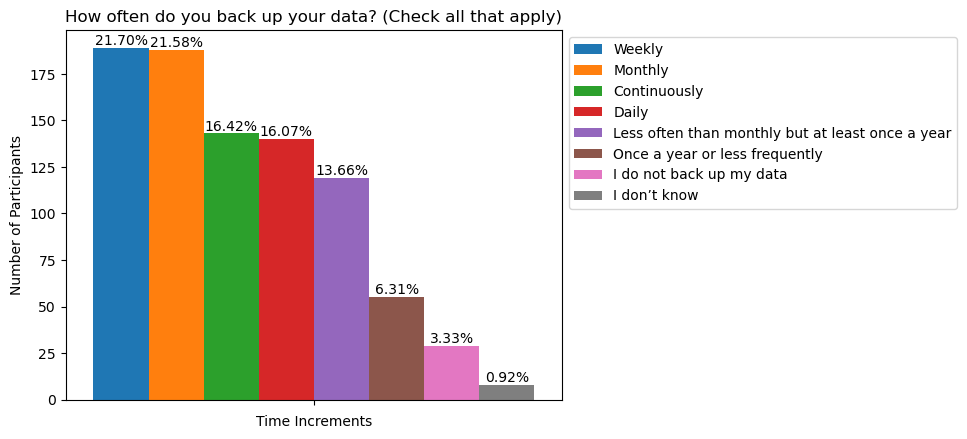 How often do you back up your data? (Check all that apply)
21.70%
21.58%
16.42%
16.07%
13.66%
6.31%
3.33%
0.92%
175
150
125
100
75
50
25
0
Number of Participants
Time Increments
Weekly
Monthly
Continuously
Daily
Less often than monthly but at least once a year
Once a year or less frequently
I do not back up my data
I don’t know